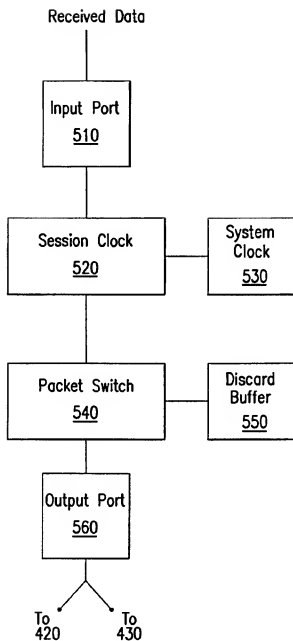 Received Data
Input Port
510
Session Clock
520
System
Clock
530
Packet Switch
540
Discard
Buffer
550
Output Port
560
To
420
To
430